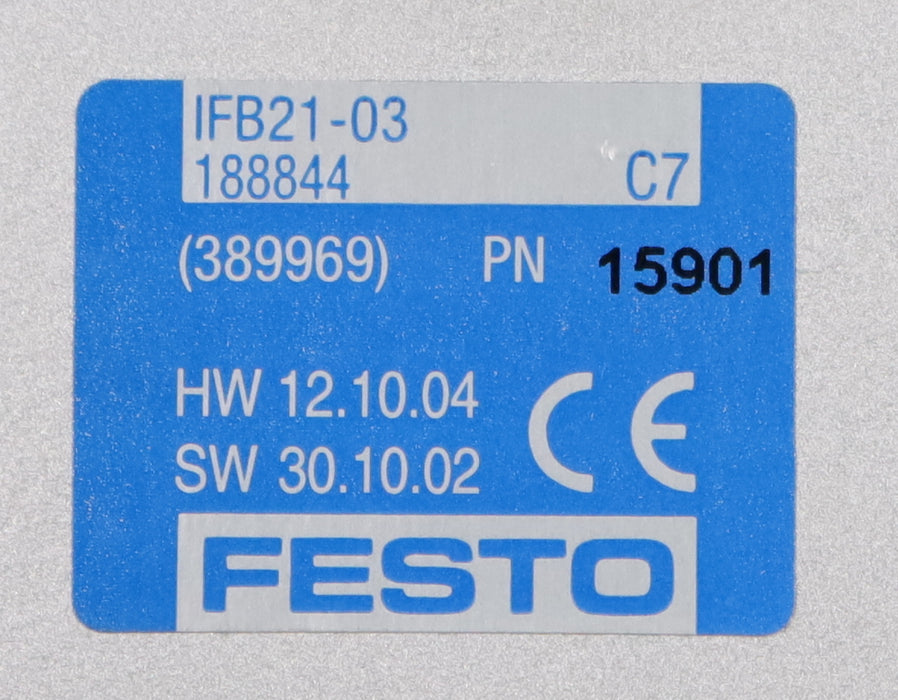 IFB21-03
188844 C7
(389969) PN 15901
HW 12.10.04
SW 30.10.02 CE
FESTO